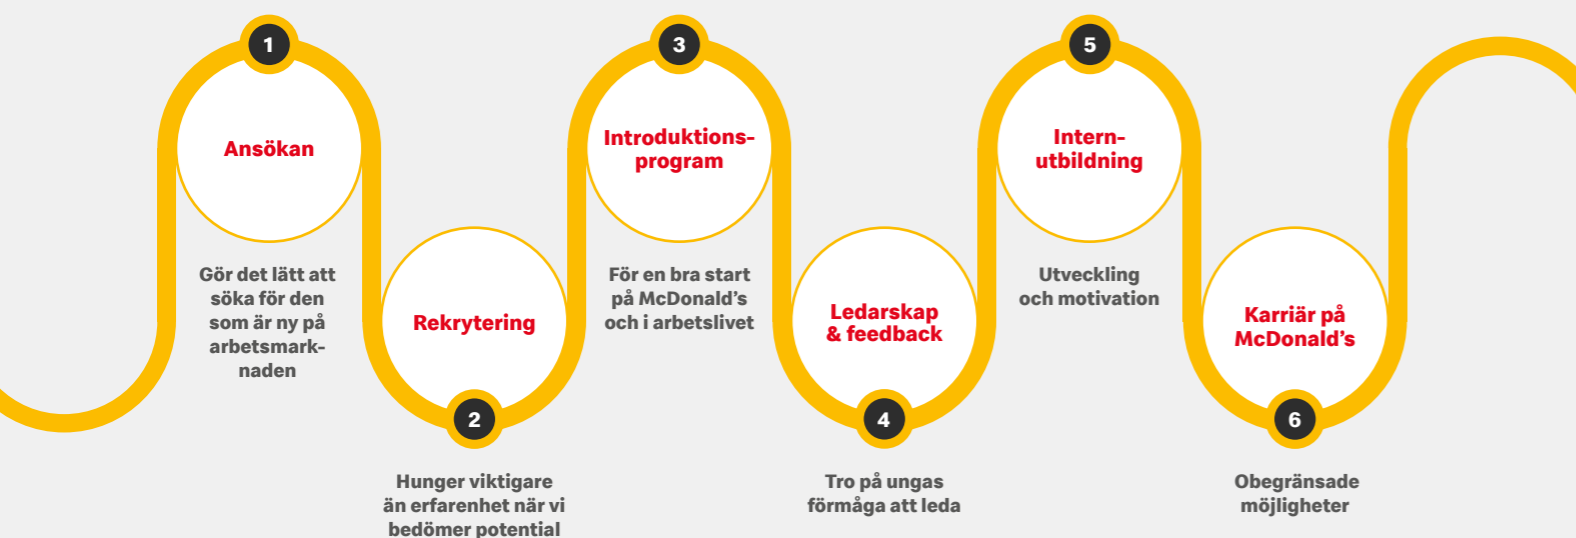 1
Ansökan
Gör det lätt att
söka för den
som är ny på
arbetsmark-
naden
Rekrytering
2
Hunger viktigare
än erfarenhet när vi
bedömer potential
3
Introduktions-
program
För en bra start
på McDonald’s
och i arbetslivet
Ledarskap
& feedback
4
Tro på ungas
förmåga att leda
5
Intern-
utbildning
Utveckling
och motivation
Karriär på
McDonald’s
6
Obegränsade
möjligheter